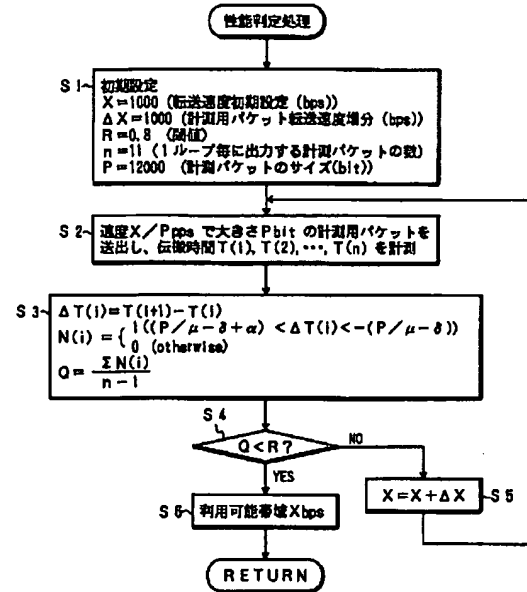 性能判定処理
S1
初期設定
X=1000 (転送速度初期設定 (bps))
ΔX=1000 (計測用パケット転送速度増分 (bps))
R=0.8 (閾値)
n=11 (1ループ毎に出力する計測パケットの数)
P=12000 (計測パケットのサイズ(bit))
S2
速度X/Ppps で大きさPbit の計測用パケットを
送出し、伝播時間T(1), T(2), …, T(n) を計測
S3
ΔT(i)=T(i+1)-T(i)
N(i) = { 1((P/μ-δ+α) <ΔT(i)<-(P/μ-δ))
0 (otherwise)
Q= ΣN(i)
n-1
S4
Q<R?
NO
YES
X=X+ΔX
S5
S6
利用可能帯域Xbps
RETURN